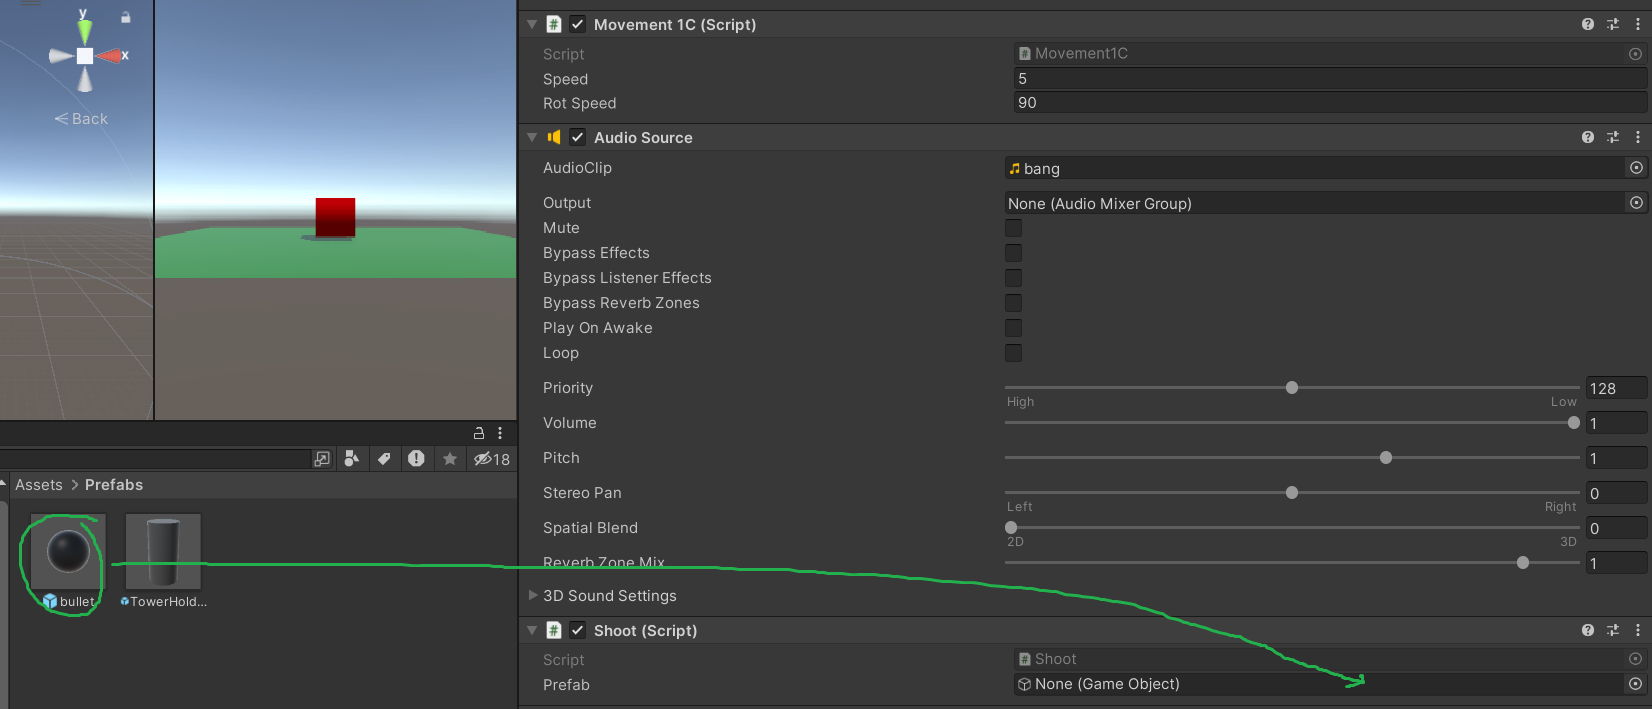 y
x
Back
Movement 1C (Script)
Script
Movement1C
Speed
5
Rot Speed
90
Audio Source
AudioClip
bang
Output
None (Audio Mixer Group)
Mute
Bypass Effects
Bypass Listener Effects
Bypass Reverb Zones
Play On Awake
Loop
Priority
128
High
Low
Volume
1
Pitch
1
Stereo Pan
0
Left
Right
Spatial Blend
0
2D
3D
Reverb Zone Mix
1
3D Sound Settings
18
Assets > Prefabs
bullet
TowerHold...
Shoot (Script)
Script
Shoot
Prefab
None (Game Object)